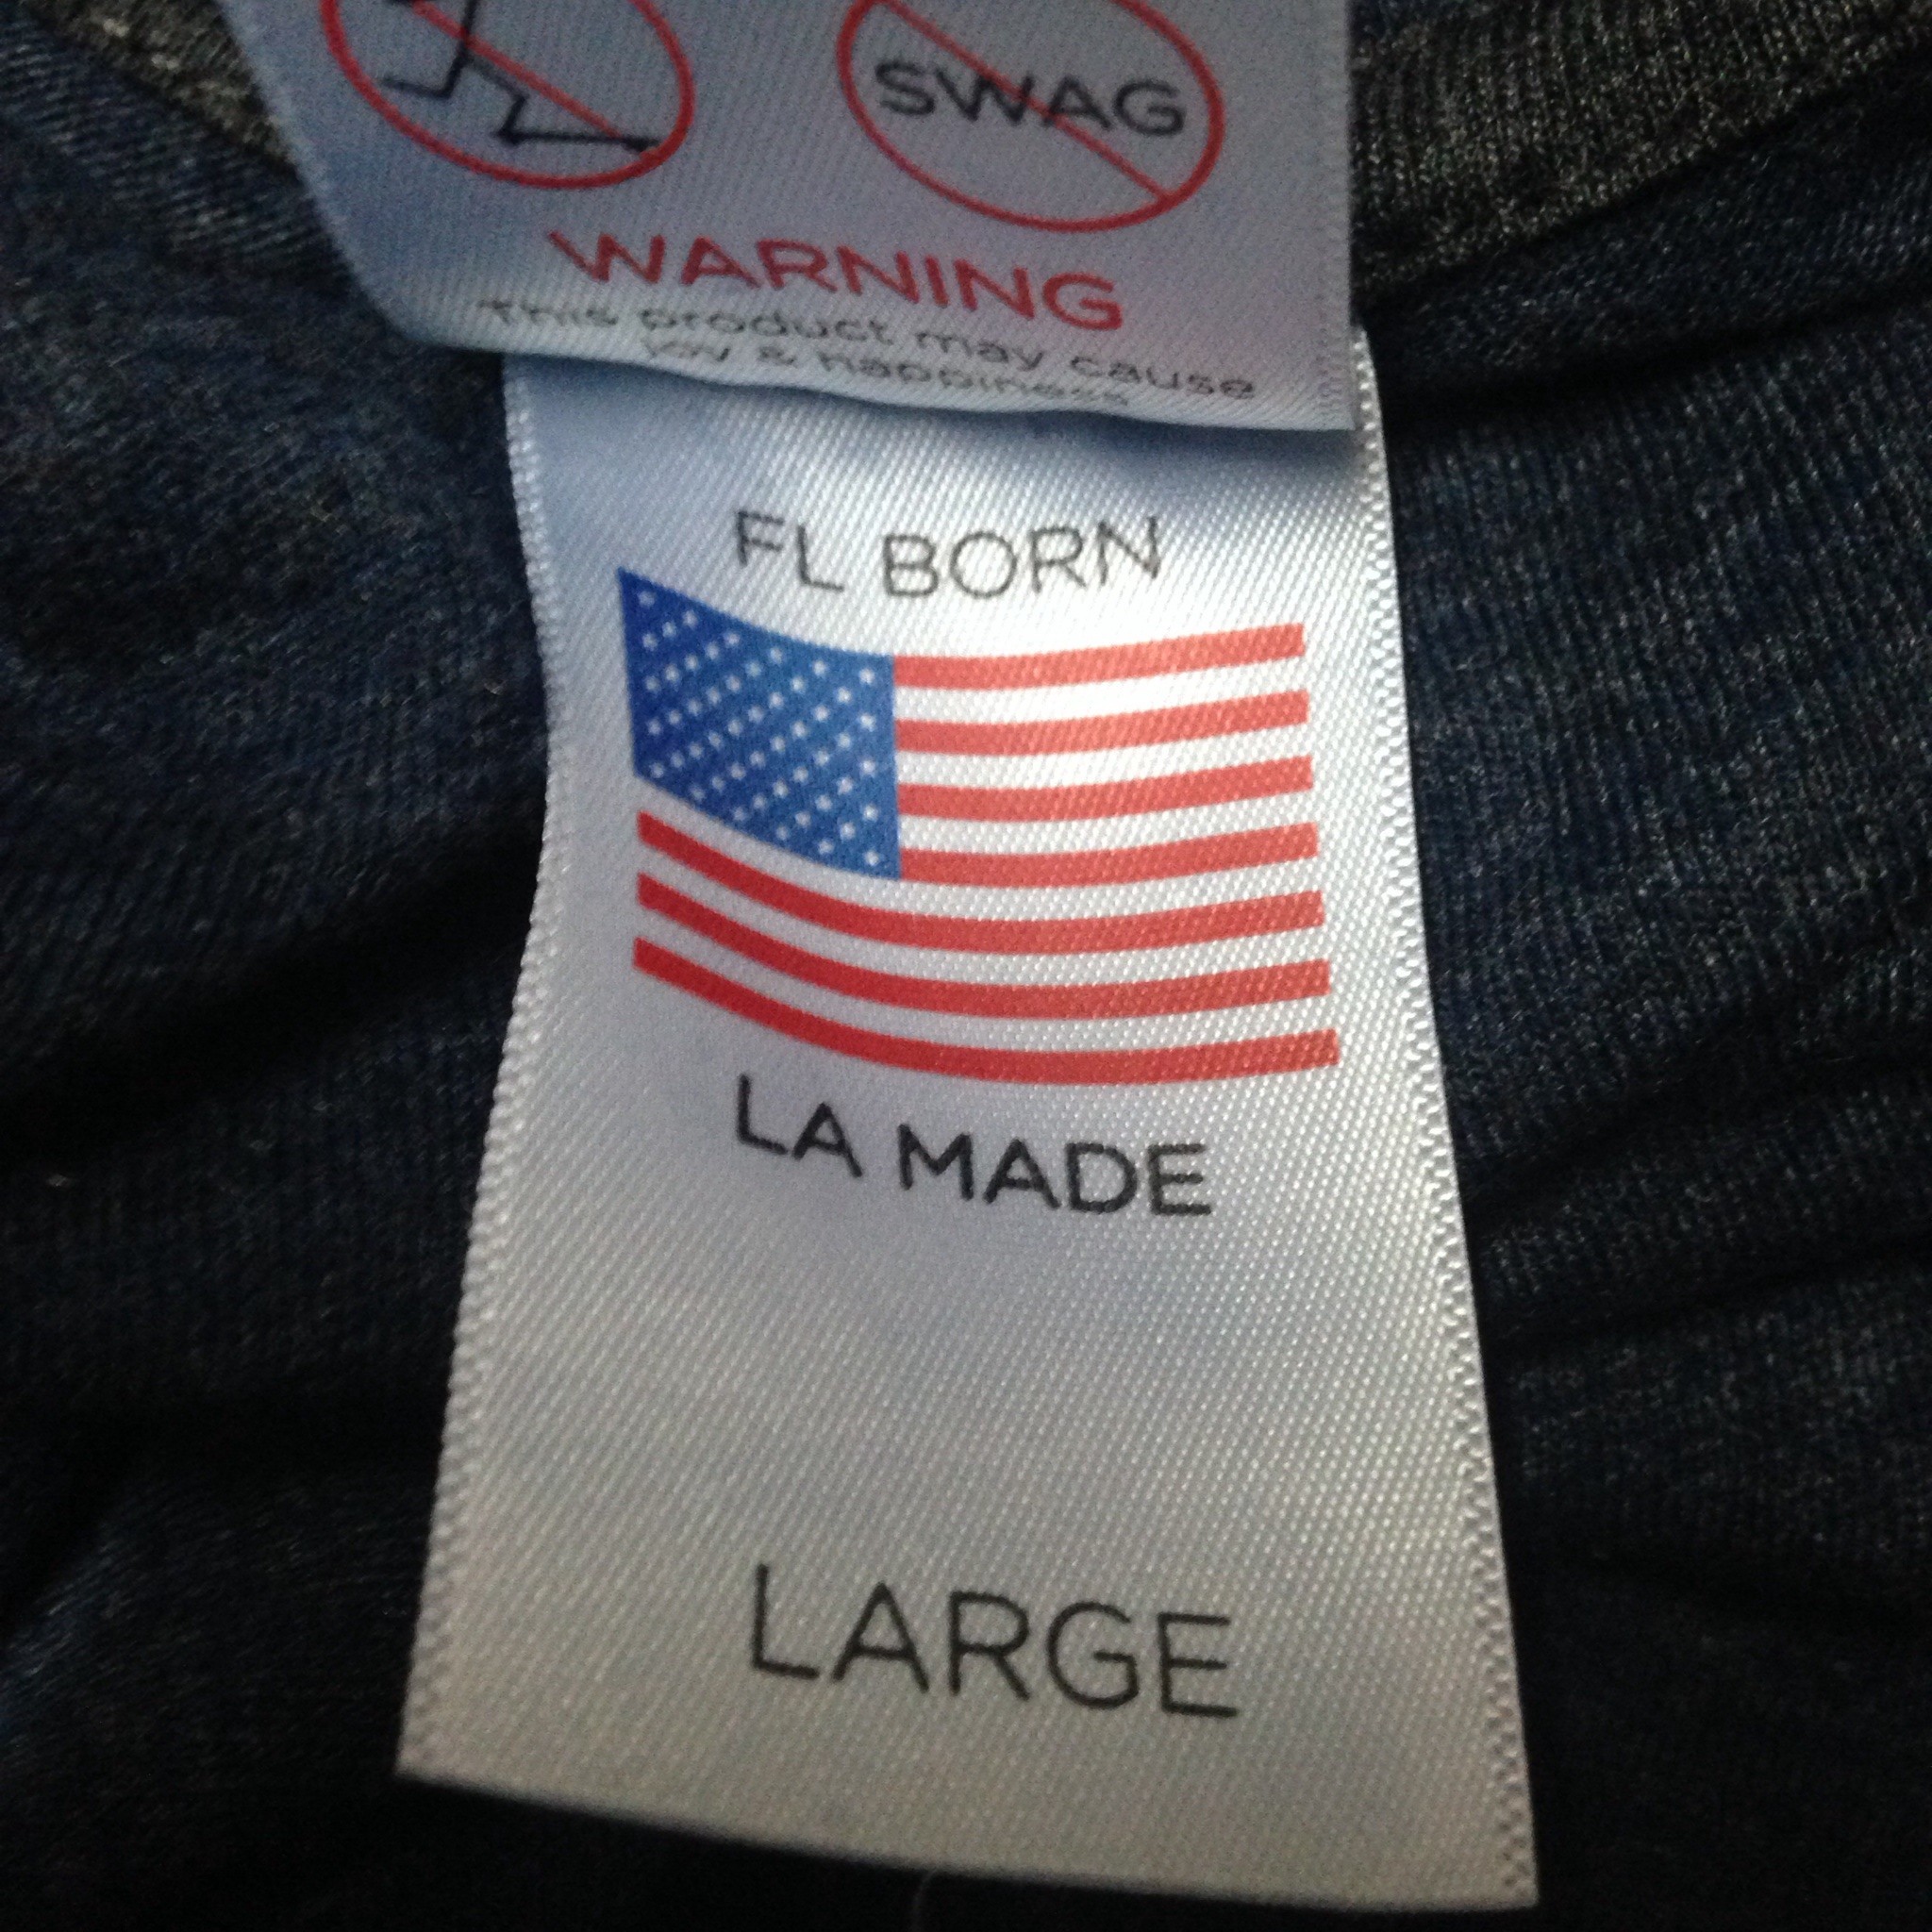 SWAG
WARNING
This product may cause
joy & happiness
FL BORN
LA MADE
LARGE